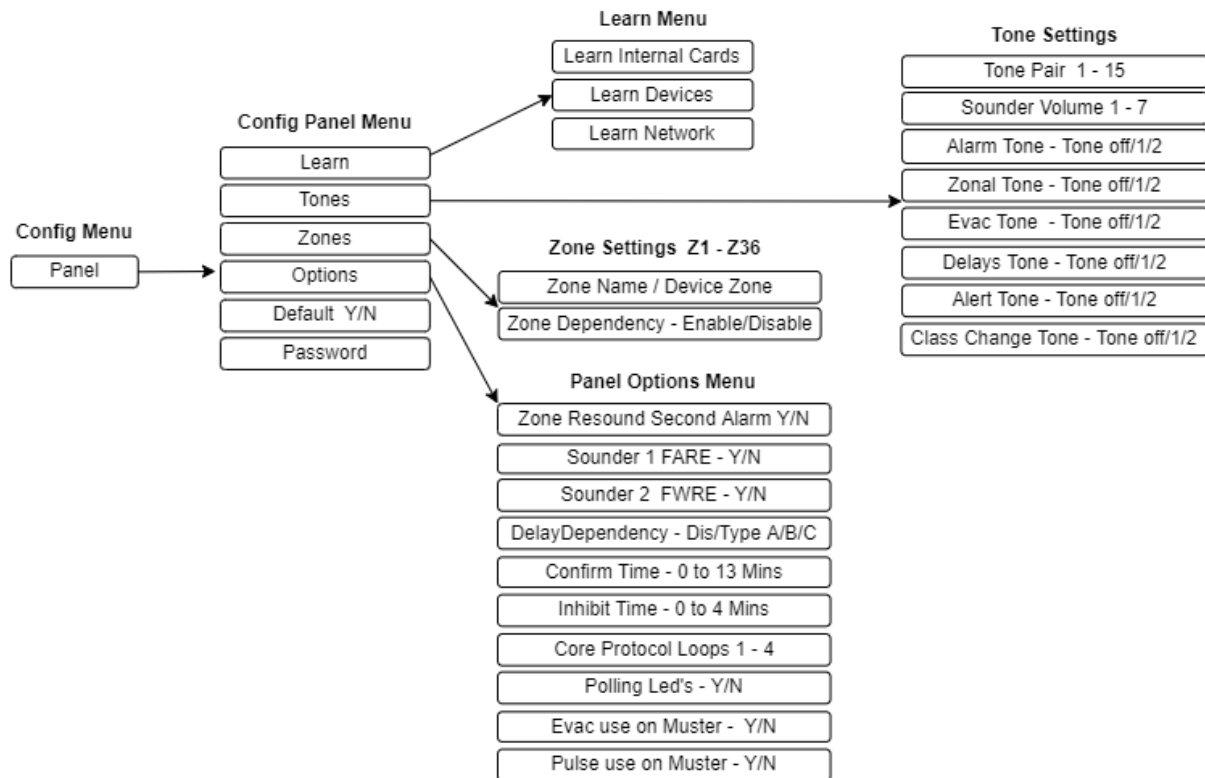 Config Menu
Panel
Config Panel Menu
Learn
Tones
Zones
Options
Default Y/N
Password
Learn Menu
Learn Internal Cards
Learn Devices
Learn Network
Zone Settings Z1 - Z36
Zone Name / Device Zone
Zone Dependency - Enable/Disable
Panel Options Menu
Zone Resound Second Alarm Y/N
Sounder 1 FARE - Y/N
Sounder 2 FWRE - Y/N
DelayDependency - Dis/Type A/B/C
Confirm Time - 0 to 13 Mins
Inhibit Time - 0 to 4 Mins
Core Protocol Loops 1 - 4
Polling Led's - Y/N
Evac use on Muster - Y/N
Pulse use on Muster - Y/N
Tone Settings
Tone Pair 1 - 15
Sounder Volume 1 - 7
Alarm Tone - Tone off/1/2
Zonal Tone - Tone off/1/2
Evac Tone - Tone off/1/2
Delays Tone - Tone off/1/2
Alert Tone - Tone off/1/2
Class Change Tone - Tone off/1/2